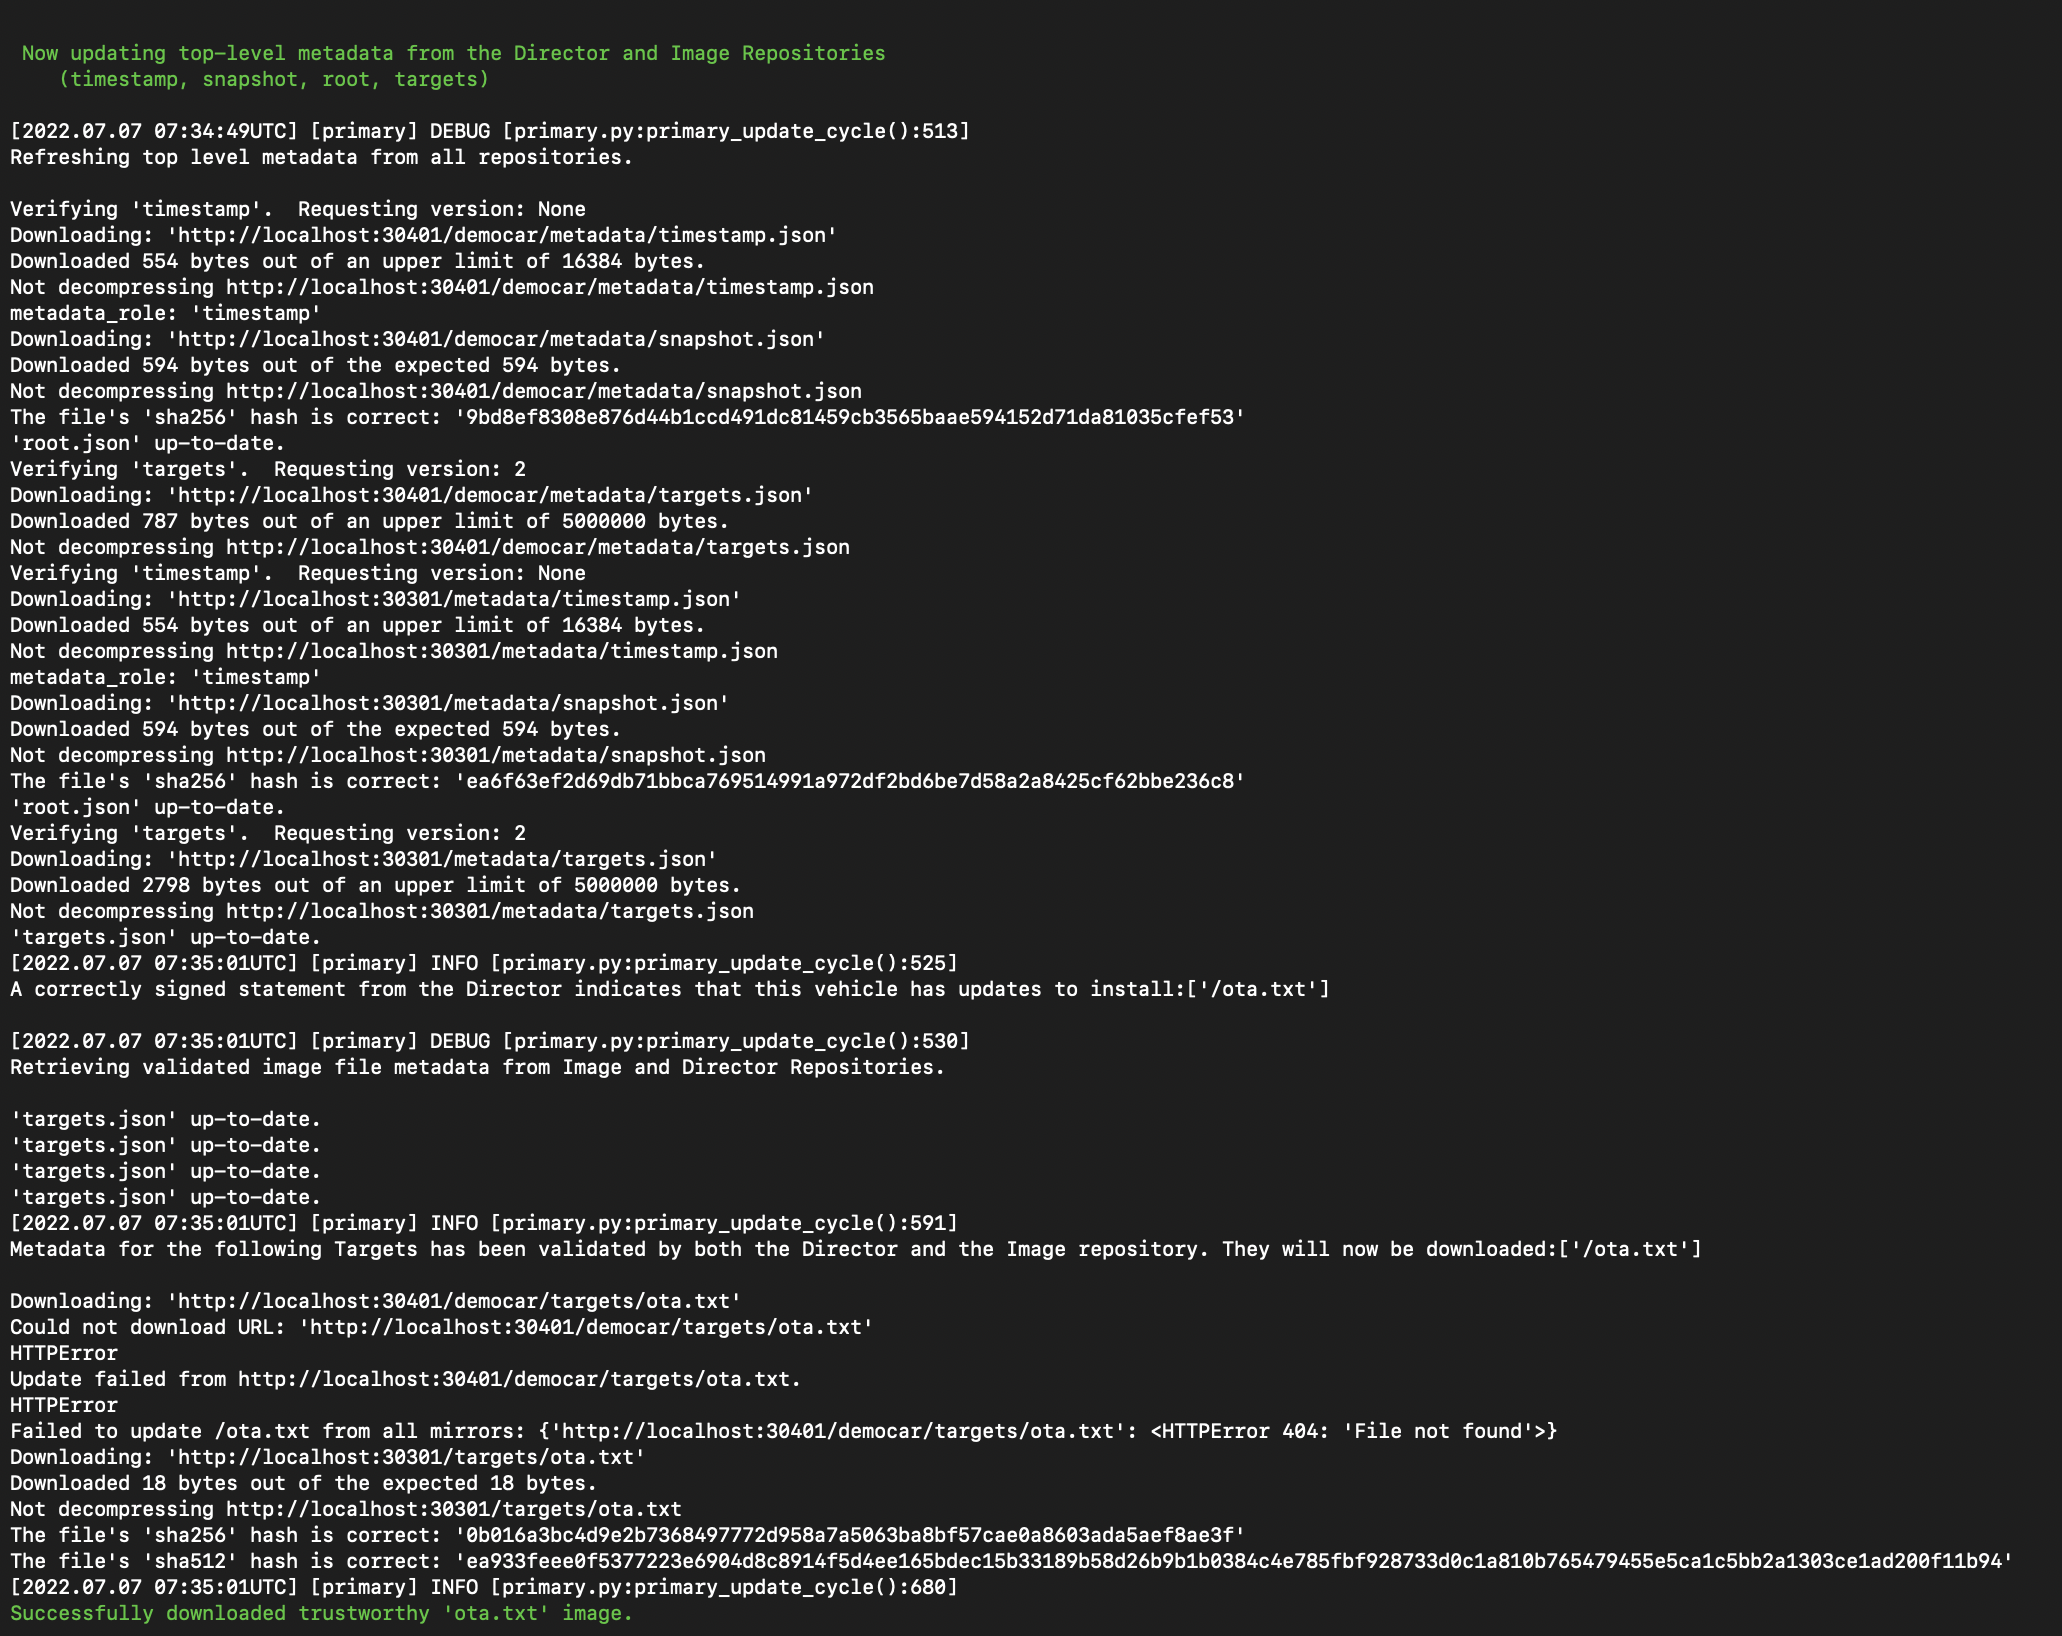 Now updating top-level metadata from the Director and Image Repositories
(timestamp, snapshot, root, targets)
[2022.07.07 07:34:49UTC] [primary] DEBUG [primary.py:primary_update_cycle():513]
Refreshing top level metadata from all repositories.
Verifying 'timestamp'.  Requesting version: None
Downloading: 'http://localhost:30401/democar/metadata/timestamp.json'
Downloaded 554 bytes out of an upper limit of 16384 bytes.
Not decompressing http://localhost:30401/democar/metadata/timestamp.json
metadata_role: 'timestamp'
Downloading: 'http://localhost:30401/democar/metadata/snapshot.json'
Downloaded 594 bytes out of the expected 594 bytes.
Not decompressing http://localhost:30401/democar/metadata/snapshot.json
The file's 'sha256' hash is correct: '9bd8ef8308e876d44b1ccd491dc81459cb3565baae594152d71da81035cfef53'
'root.json' up-to-date.
Verifying 'targets'.  Requesting version: 2
Downloading: 'http://localhost:30401/democar/metadata/targets.json'
Downloaded 787 bytes out of an upper limit of 5000000 bytes.
Not decompressing http://localhost:30401/democar/metadata/targets.json
Verifying 'timestamp'.  Requesting version: None
Downloading: 'http://localhost:30301/metadata/timestamp.json'
Downloaded 554 bytes out of an upper limit of 16384 bytes.
Not decompressing http://localhost:30301/metadata/timestamp.json
metadata_role: 'timestamp'
Downloading: 'http://localhost:30301/metadata/snapshot.json'
Downloaded 594 bytes out of the expected 594 bytes.
Not decompressing http://localhost:30301/metadata/snapshot.json
The file's 'sha256' hash is correct: 'ea6f63ef2d69db71bbca769514991a972df2bd6be7d58a2a8425cf62bbe236c8'
'root.json' up-to-date.
Verifying 'targets'.  Requesting version: 2
Downloading: 'http://localhost:30301/metadata/targets.json'
Downloaded 2798 bytes out of an upper limit of 5000000 bytes.
Not decompressing http://localhost:30301/metadata/targets.json
'targets.json' up-to-date.
[2022.07.07 07:35:01UTC] [primary] INFO [primary.py:primary_update_cycle():525]
A correctly signed statement from the Director indicates that this vehicle has updates to install:['/ota.txt']
[2022.07.07 07:35:01UTC] [primary] DEBUG [primary.py:primary_update_cycle():530]
Retrieving validated image file metadata from Image and Director Repositories.
'targets.json' up-to-date.
'targets.json' up-to-date.
'targets.json' up-to-date.
'targets.json' up-to-date.
[2022.07.07 07:35:01UTC] [primary] INFO [primary.py:primary_update_cycle():591]
Metadata for the following Targets has been validated by both the Director and the Image repository. They will now be downloaded:['/ota.txt']
Downloading: 'http://localhost:30401/democar/targets/ota.txt'
Could not download URL: 'http://localhost:30401/democar/targets/ota.txt'
HTTPError
Update failed from http://localhost:30401/democar/targets/ota.txt.
HTTPError
Failed to update /ota.txt from all mirrors: {'http://localhost:30401/democar/targets/ota.txt': <HTTPError 404: 'File not found'>}
Downloading: 'http://localhost:30301/targets/ota.txt'
Downloaded 18 bytes out of the expected 18 bytes.
Not decompressing http://localhost:30301/targets/ota.txt
The file's 'sha256' hash is correct: '0b016a3bc4d9e2b7368497772d958a7a5063ba8bf57cae0a8603ada5aef8ae3f'
The file's 'sha512' hash is correct: 'ea933feee0f5377223e6904d8c8914f5d4ee165bdec15b33189b58d26b9b1b0384c4e785fbf928733d0c1a810b765479455e5ca1c5bb2a1303ce1ad200f11b94'
[2022.07.07 07:35:01UTC] [primary] INFO [primary.py:primary_update_cycle():680]
Successfully downloaded trustworthy 'ota.txt' image.